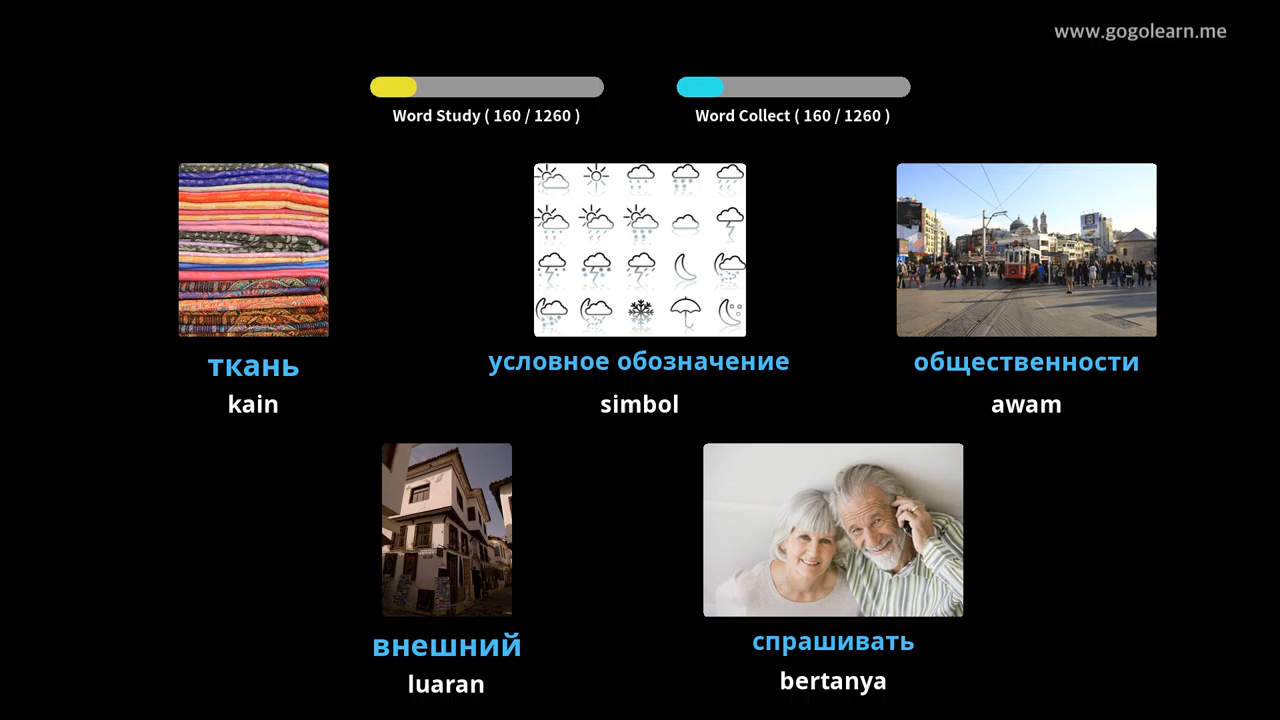 www.gogolearn.me
Word Study ( 160 / 1260 )
Word Collect ( 160 / 1260 )
ткань
условное обозначение
общественности
kain
simbol
awam
внешний
спрашивать
luaran
bertanya